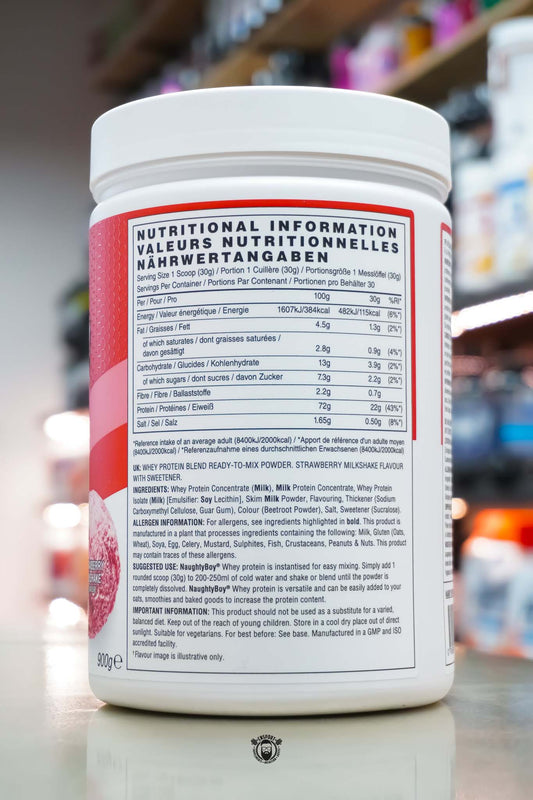 NUTRITIONAL INFORMATION
VALEURS NUTRITIONNELLES
NÄHRWERTANGABEN
Serving Size 1 Scoop (30g) / Portion 1 Cuillère (30g) / Portionsgröße 1 Messlöffel (30g)
Servings Per Container / Portions Par Contenant / Portionen pro Behälter 30
Per / Pour / Pro 100g 30g %RI*
Energy / Valeur énergétique / Energie 1607kJ/384kcal 482kJ/115kcal (6%*)
Fat / Graisses / Fett 4.5g 1.3g (2%*)
of which saturates / dont graisses saturées /
davon gesättigt 2.8g 0.9g (4%*)
Carbohydrate / Glucides / Kohlenhydrate 13g 3.9g (2%*)
of which sugars / dont sucres / davon Zucker 7.3g 2.2g (2%*)
Fibre / Fibre / Ballaststoffe 2.2g 0.7g
Protein / Protéines / Eiweiß 72g 22g (43%*)
Salt / Sel / Salz 1.65g 0.50g (8%*)
*Reference intake of an average adult (8400kJ/2000kcal) / *Apport de référence d'un adulte moyen
(8400kJ/2000kcal) / *Referenzaufnahme eines durchschnittlichen Erwachsenen (8400kJ/2000kcal)
UK: WHEY PROTEIN BLEND READY-TO-MIX POWDER. STRAWBERRY MILKSHAKE FLAVOUR
WITH SWEETENER.
INGREDIENTS: Whey Protein Concentrate (Milk), Milk Protein Concentrate, Whey Protein
Isolate (Milk) [Emulsifier: Soy Lecithin], Skim Milk Powder, Flavouring, Thickener (Sodium
Carboxymethyl Cellulose, Guar Gum), Colour (Beetroot Powder), Salt, Sweetener (Sucralose).
ALLERGEN INFORMATION: For allergens, see ingredients highlighted in bold. This product is
manufactured in a plant that processes ingredients containing the following: Milk, Gluten (Oats,
Wheat), Soya, Egg, Celery, Mustard, Sulphites, Fish, Crustaceans, Peanuts & Nuts. This product
may contain traces of these allergens.
SUGGESTED USE: NaughtyBoy® Whey protein is instantised for easy mixing. Simply add 1
rounded scoop (30g) to 200-250ml of cold water and shake or blend until the powder is
completely dissolved. NaughtyBoy® Whey protein is versatile and can be easily added to your
oats, smoothies and baked goods to increase the protein content.
IMPORTANT INFORMATION: This product should not be used as a substitute for a varied,
balanced diet. Keep out of the reach of young children. Store in a cool dry place out of direct
sunlight. Suitable for vegetarians. For best before: See base. Manufactured in a GMP and ISO
accredited facility.
†Flavour image is illustrative only.
900g e